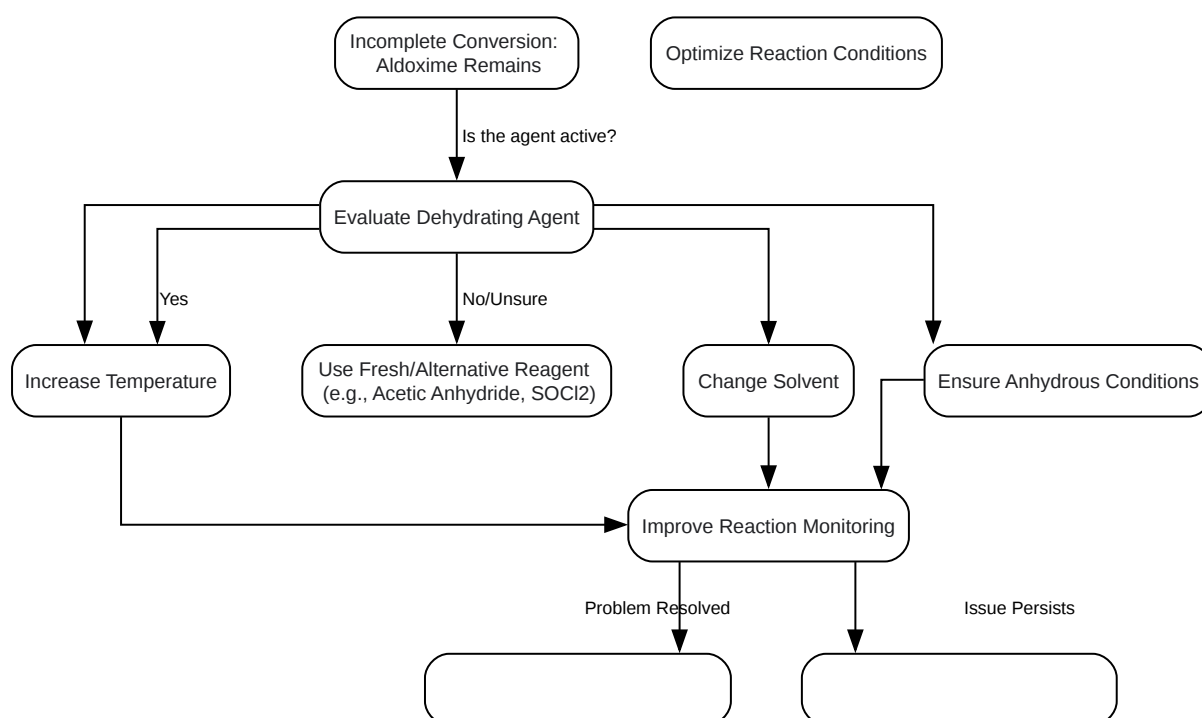 Incomplete Conversion:
Aldoxime Remains
Optimize Reaction Conditions
Is the agent active?
Evaluate Dehydrating Agent
Yes
No/Unsure
Increase Temperature
Use Fresh/Alternative Reagent
(e.g., Acetic Anhydride, SOCl2)
Change Solvent
Ensure Anhydrous Conditions
Improve Reaction Monitoring
Problem Resolved
Issue Persists